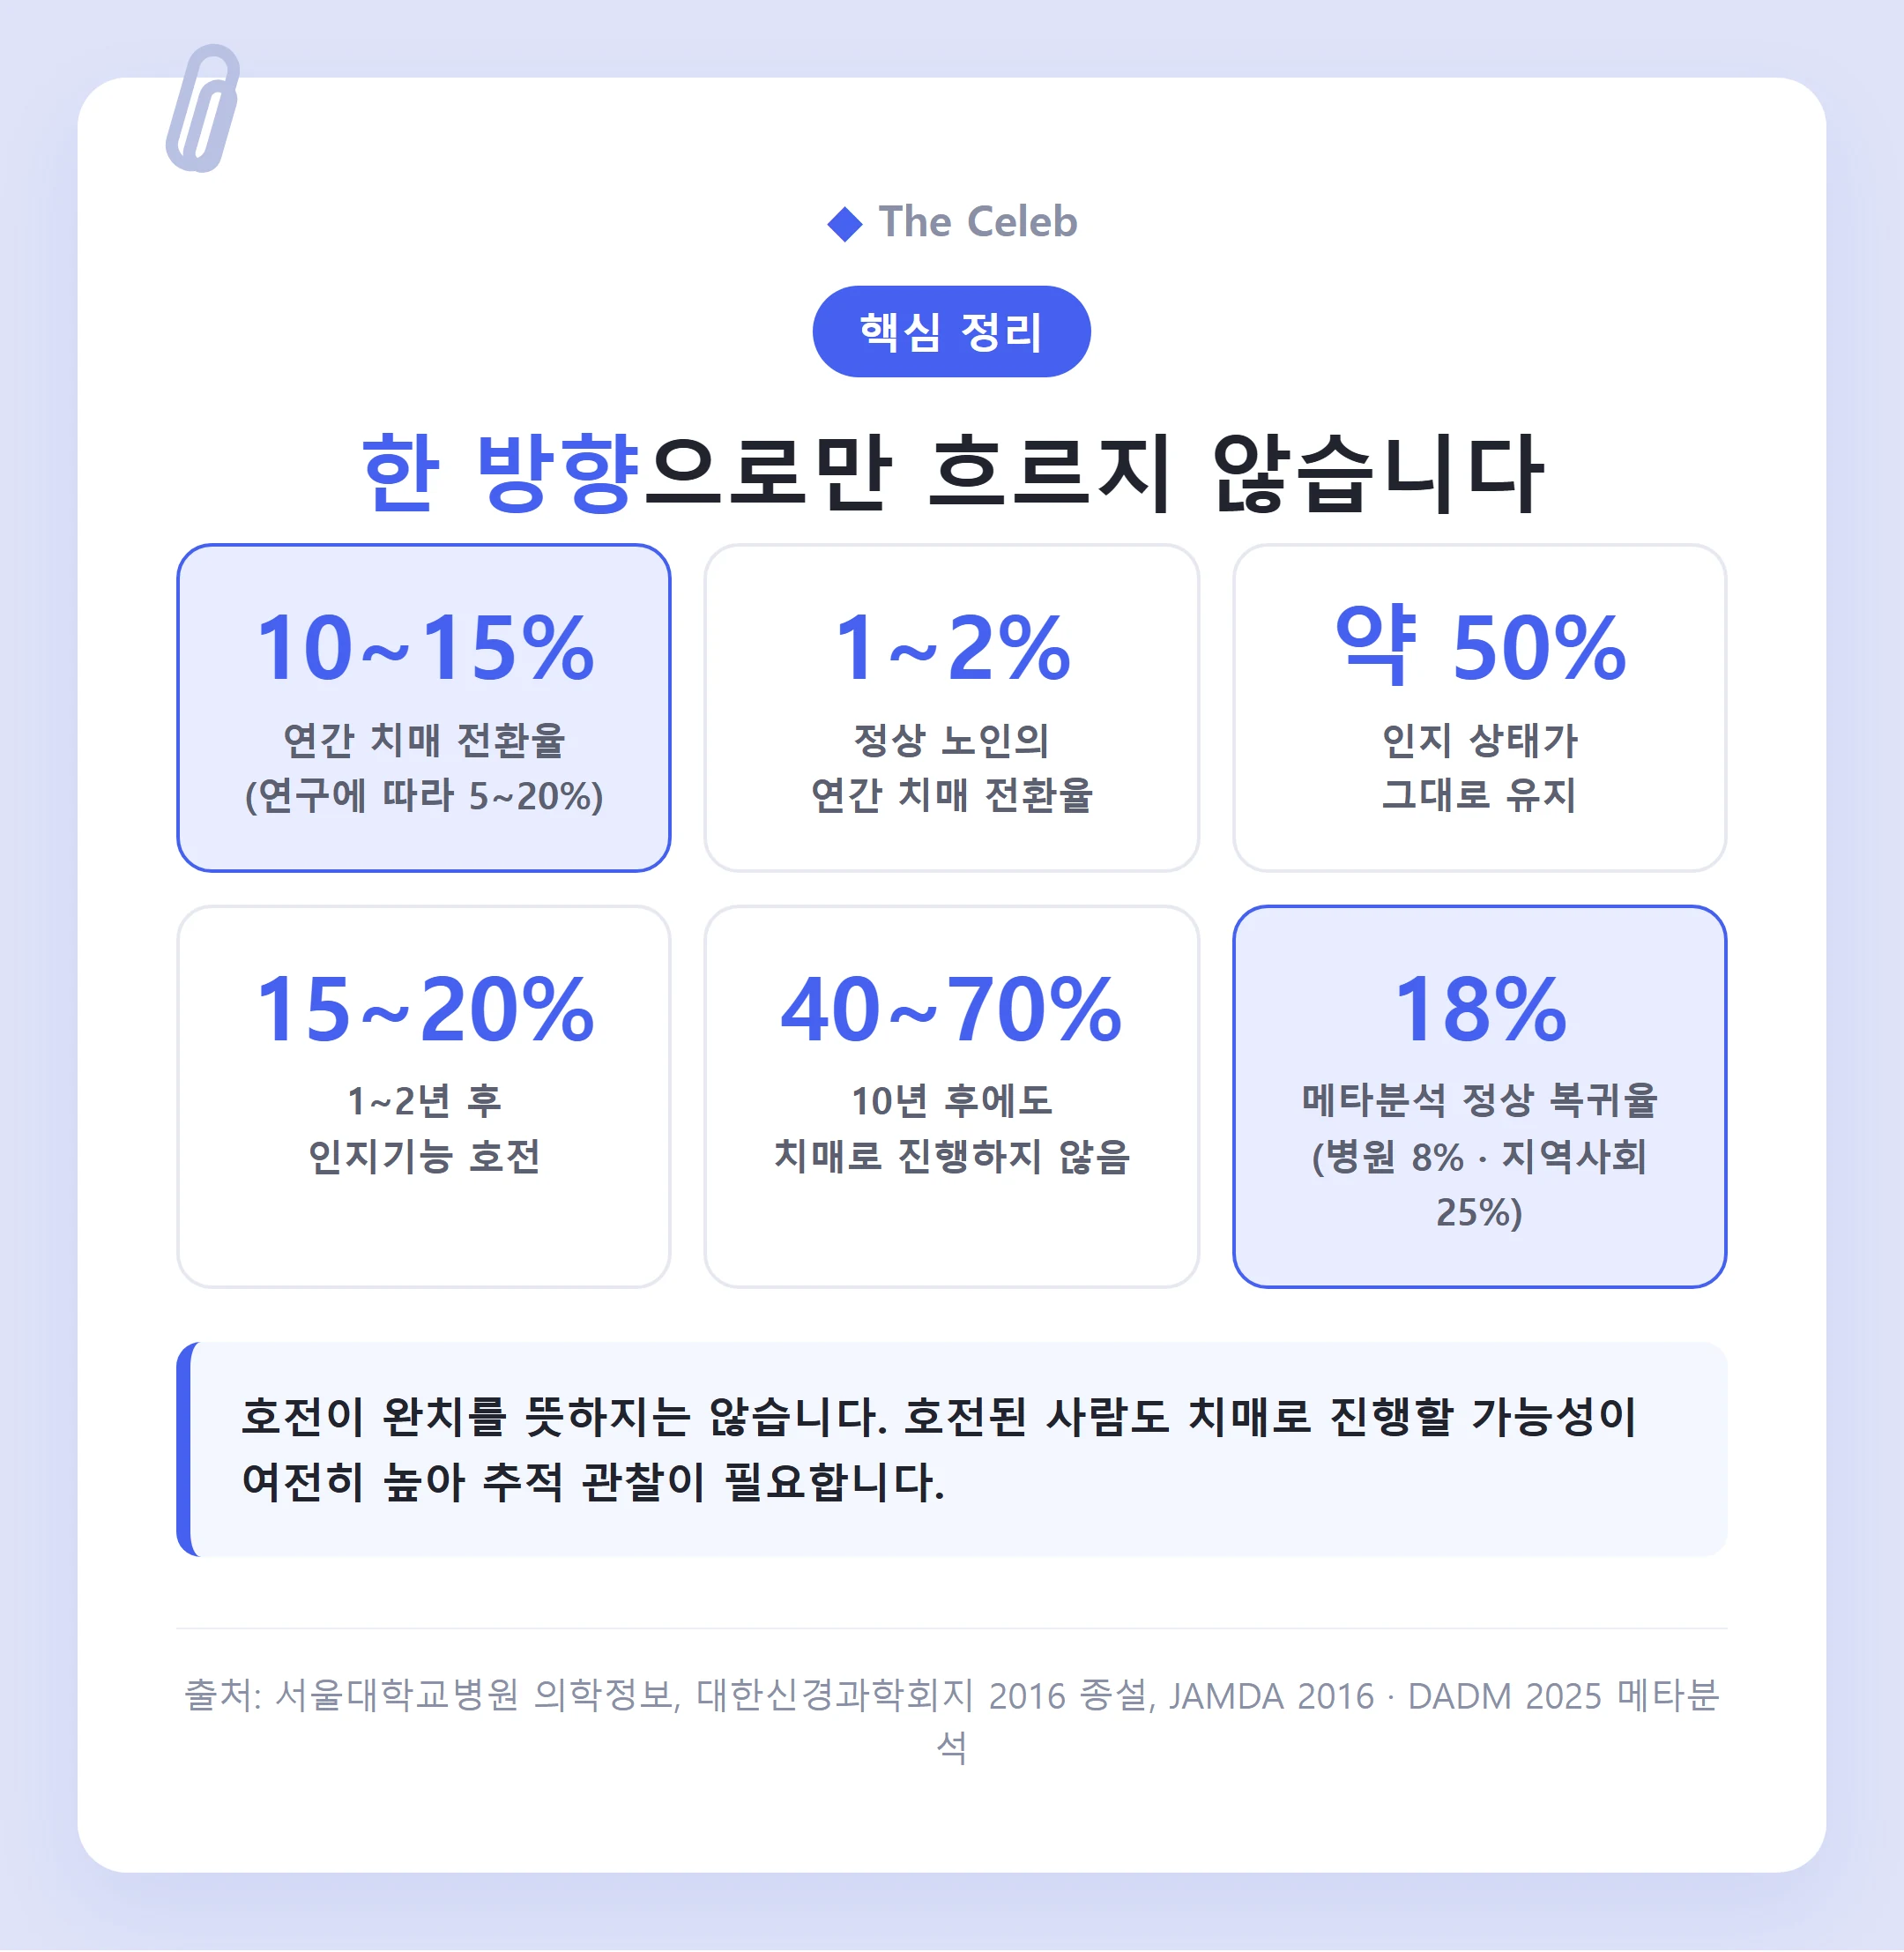 The Celeb
핵심 정리
한 방향으로만 흐르지 않습니다
10~15%
연간 치매 전환율
(연구에 따라 5~20%)
1~2%
정상 노인의
연간 치매 전환율
약 50%
인지 상태가
그대로 유지
15~20%
1~2년 후
인지기능 호전
40~70%
10년 후에도
치매로 진행하지 않음
18%
메타분석 정상 복귀율
(병원 8% · 지역사회
25%)
호전이 완치를 뜻하지는 않습니다. 호전된 사람도 치매로 진행할 가능성이
여전히 높아 추적 관찰이 필요합니다.
출처: 서울대학교병원 의학정보, 대한신경과학회지 2016 종설, JAMDA 2016 · DADM 2025 메타분
석